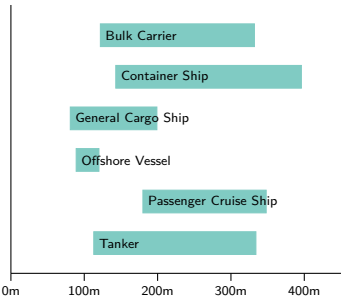 Bulk Carrier
Container Ship
General Cargo Ship
Offshore Vessel
Passenger Cruise Ship
Tanker
0m 100m 200m 300m 400m